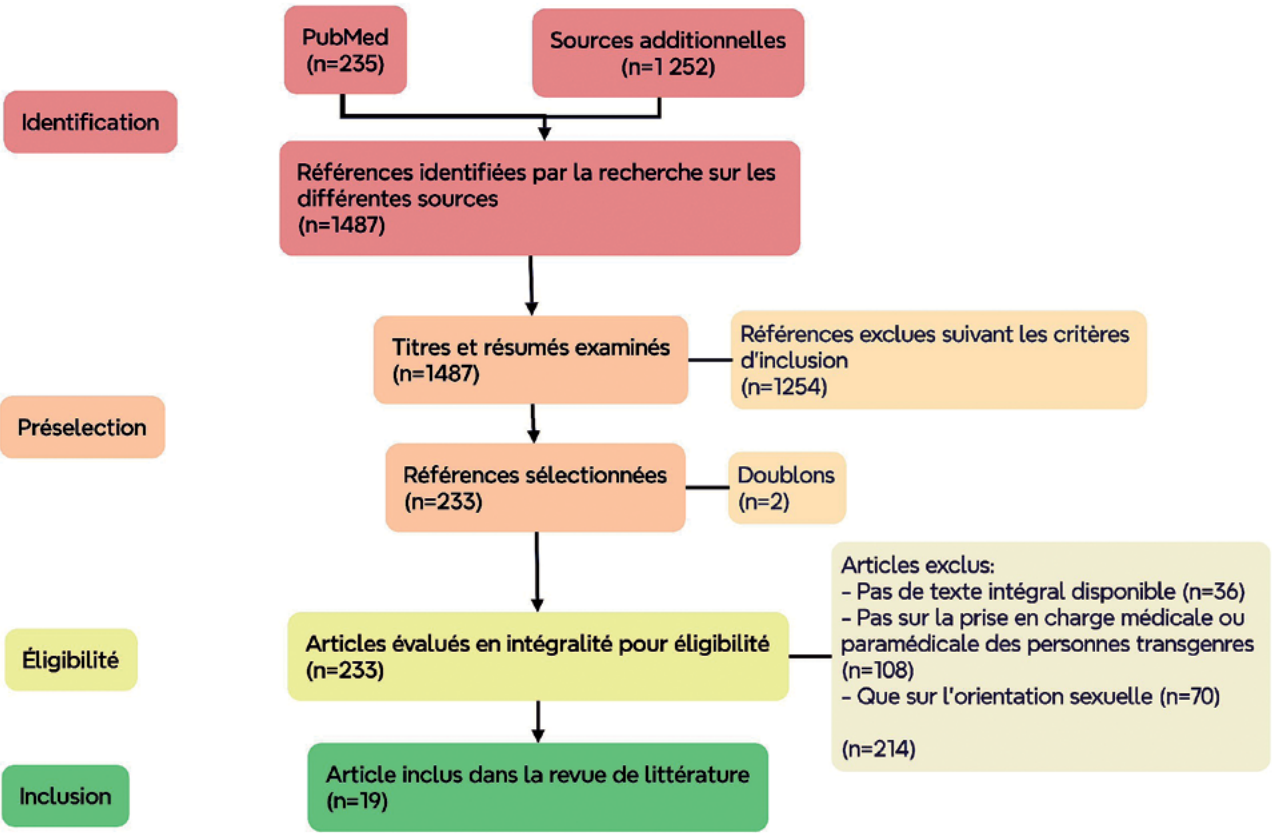 PubMed
(n=235)
Sources additionnelles
(n=1 252)
Identification
Références identifiées par la recherche sur les
différentes sources
(n=1487)
Titres et résumés examinés
(n=1487)
Références exclues suivant les critères
d'inclusion
(n=1254)
Préselection
Références sélectionnées
(n=233)
Doublons
(n=2)
Éligibilité
Articles évalués en intégralité pour éligibilité
(n=233)
Articles exclus:
- Pas de texte intégral disponible (n=36)
- Pas sur la prise en charge médicale ou
paramédicale des personnes transgenres
(n=108)
- Que sur l'orientation sexuelle (n=70)
(n=214)
Inclusion
Article inclus dans la revue de littérature
(n=19)